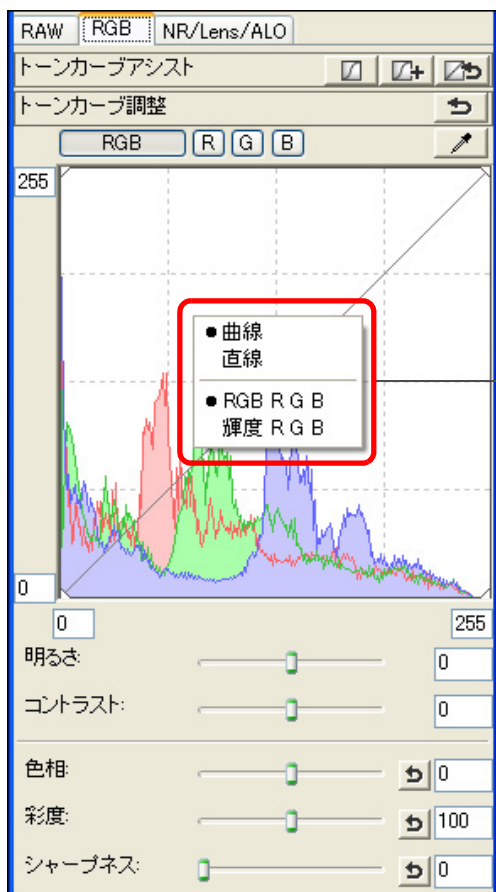 RAW RGB NR/Lens/ALO
トーンカーブアシスト
トーンカーブ調整
RGB R G B
255
曲線
直線
RGB R G B
輝度 R G B
0
0 255
明るさ: 0
コントラスト: 0
色相: 0
彩度: 100
シャープネス: 0